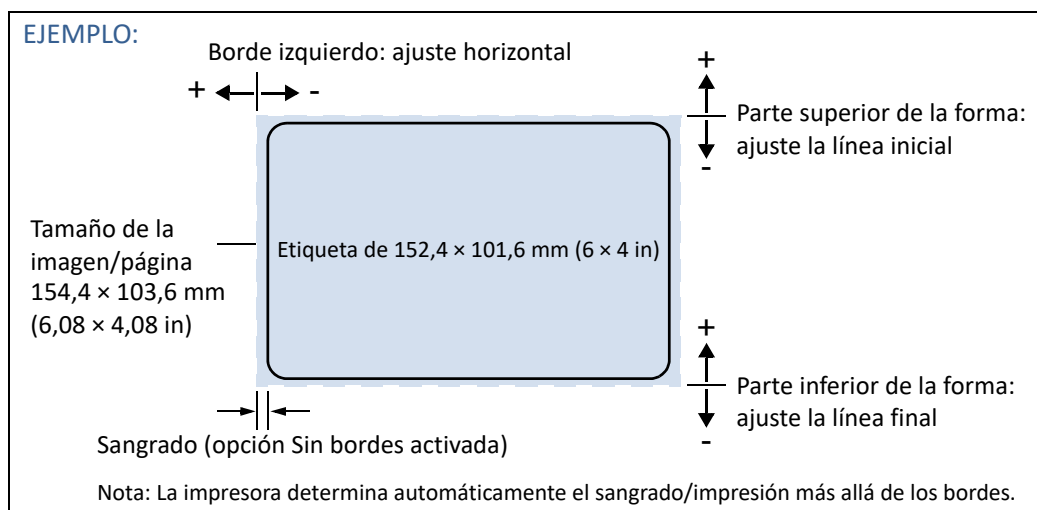 EJEMPLO:
Borde izquierdo: ajuste horizontal
+ -
+
-
Parte superior de la forma:
ajuste la línea inicial
Tamaño de la
imagen/página
154,4 × 103,6 mm
(6,08 × 4,08 in)
Etiqueta de 152,4 × 101,6 mm (6 × 4 in)
+
-
Parte inferior de la forma:
ajuste la línea final
Sangrado (opción Sin bordes activada)
Nota: La impresora determina automáticamente el sangrado/impresión más allá de los bordes.